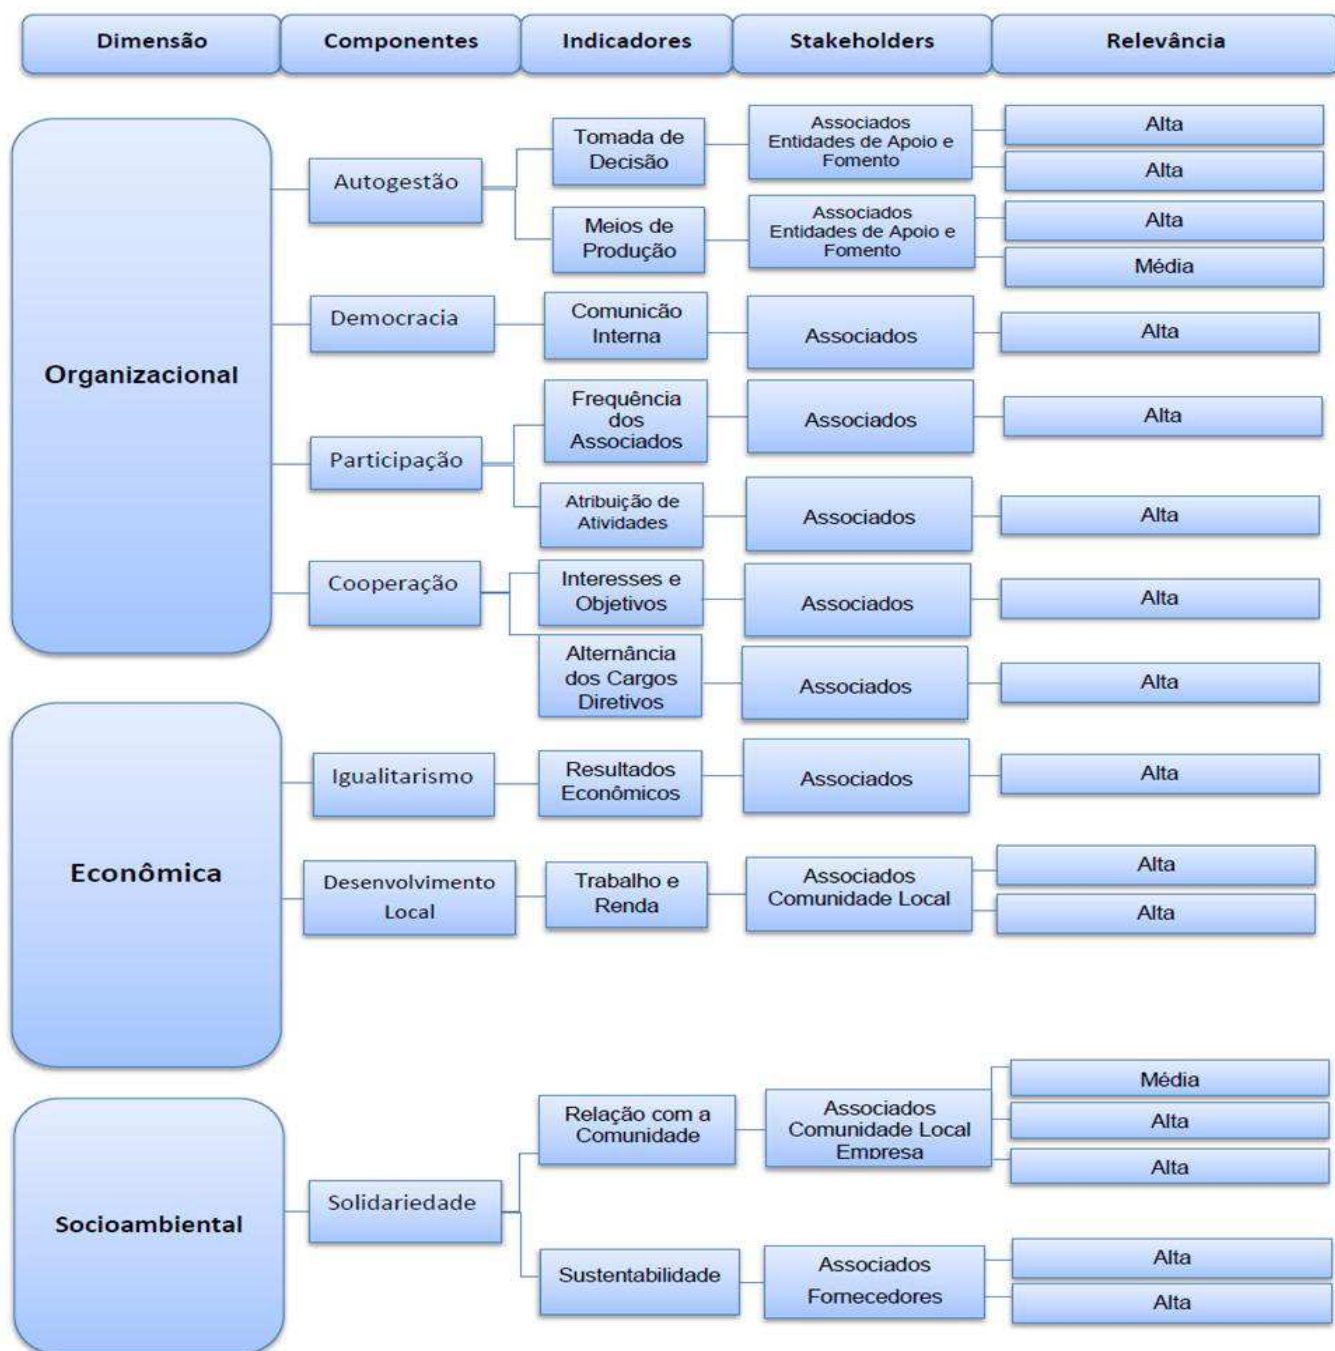 Dimensão
Componentes
Indicadores
Stakeholders
Relevância
Organizacional
Autogestão
Tomada de
Decisão
Associados
Entidades de Apoio e
Fomento
Alta
Alta
Meios de
Produção
Associados
Entidades de Apoio e
Fomento
Alta
Média
Democracia
Comunicão
Interna
Associados
Alta
Participação
Frequência
dos
Associados
Associados
Alta
Atribuição de
Atividades
Associados
Alta
Cooperação
Interesses e
Objetivos
Associados
Alta
Alternância
dos Cargos
Diretivos
Associados
Alta
Econômica
Igualitarismo
Resultados
Econômicos
Associados
Alta
Desenvolvimento
Local
Trabalho e
Renda
Associados
Comunidade Local
Alta
Alta
Socioambiental
Solidariedade
Relação com a
Comunidade
Associados
Comunidade Local
Empresa
Média
Alta
Alta
Sustentabilidade
Associados
Fornecedores
Alta
Alta